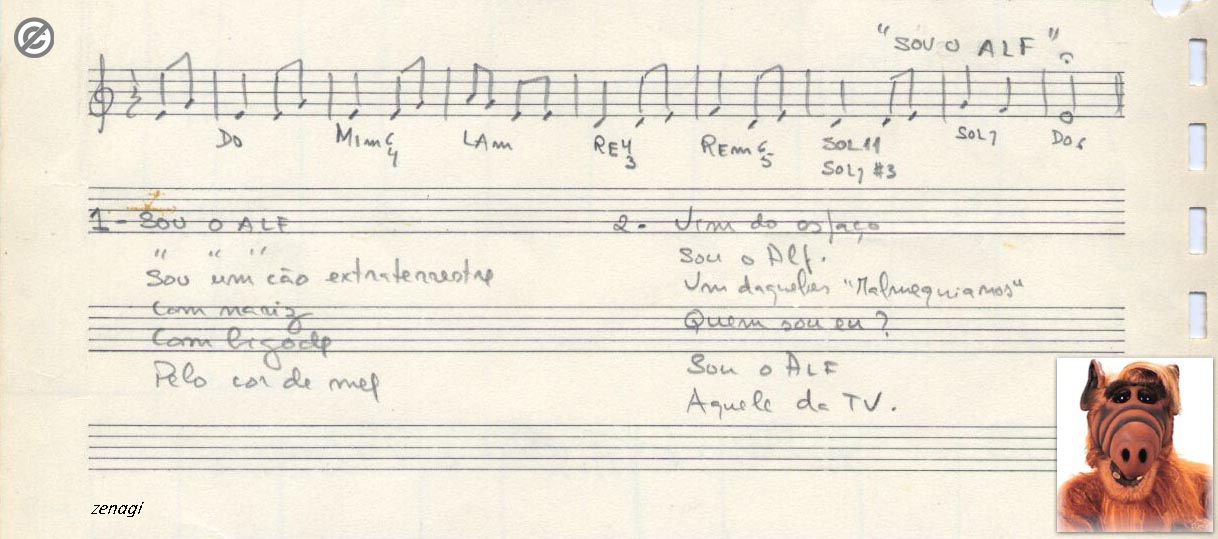 "SOU O ALF"
DO MIm6/4 LAm RE4/3 REm6/5 SOL11 SOL7 DO6
SOL7 #3
1 - SOU O ALF
" " "
Sou um cão extraterrestre
Com nariz
Com bigode
Pelo cor de mel
2 - Vim do espaço
Sou o Alf.
Um daqueles "Malmequianos"
Quem sou eu?
Sou o ALF
Aquele da TV.
zenagi